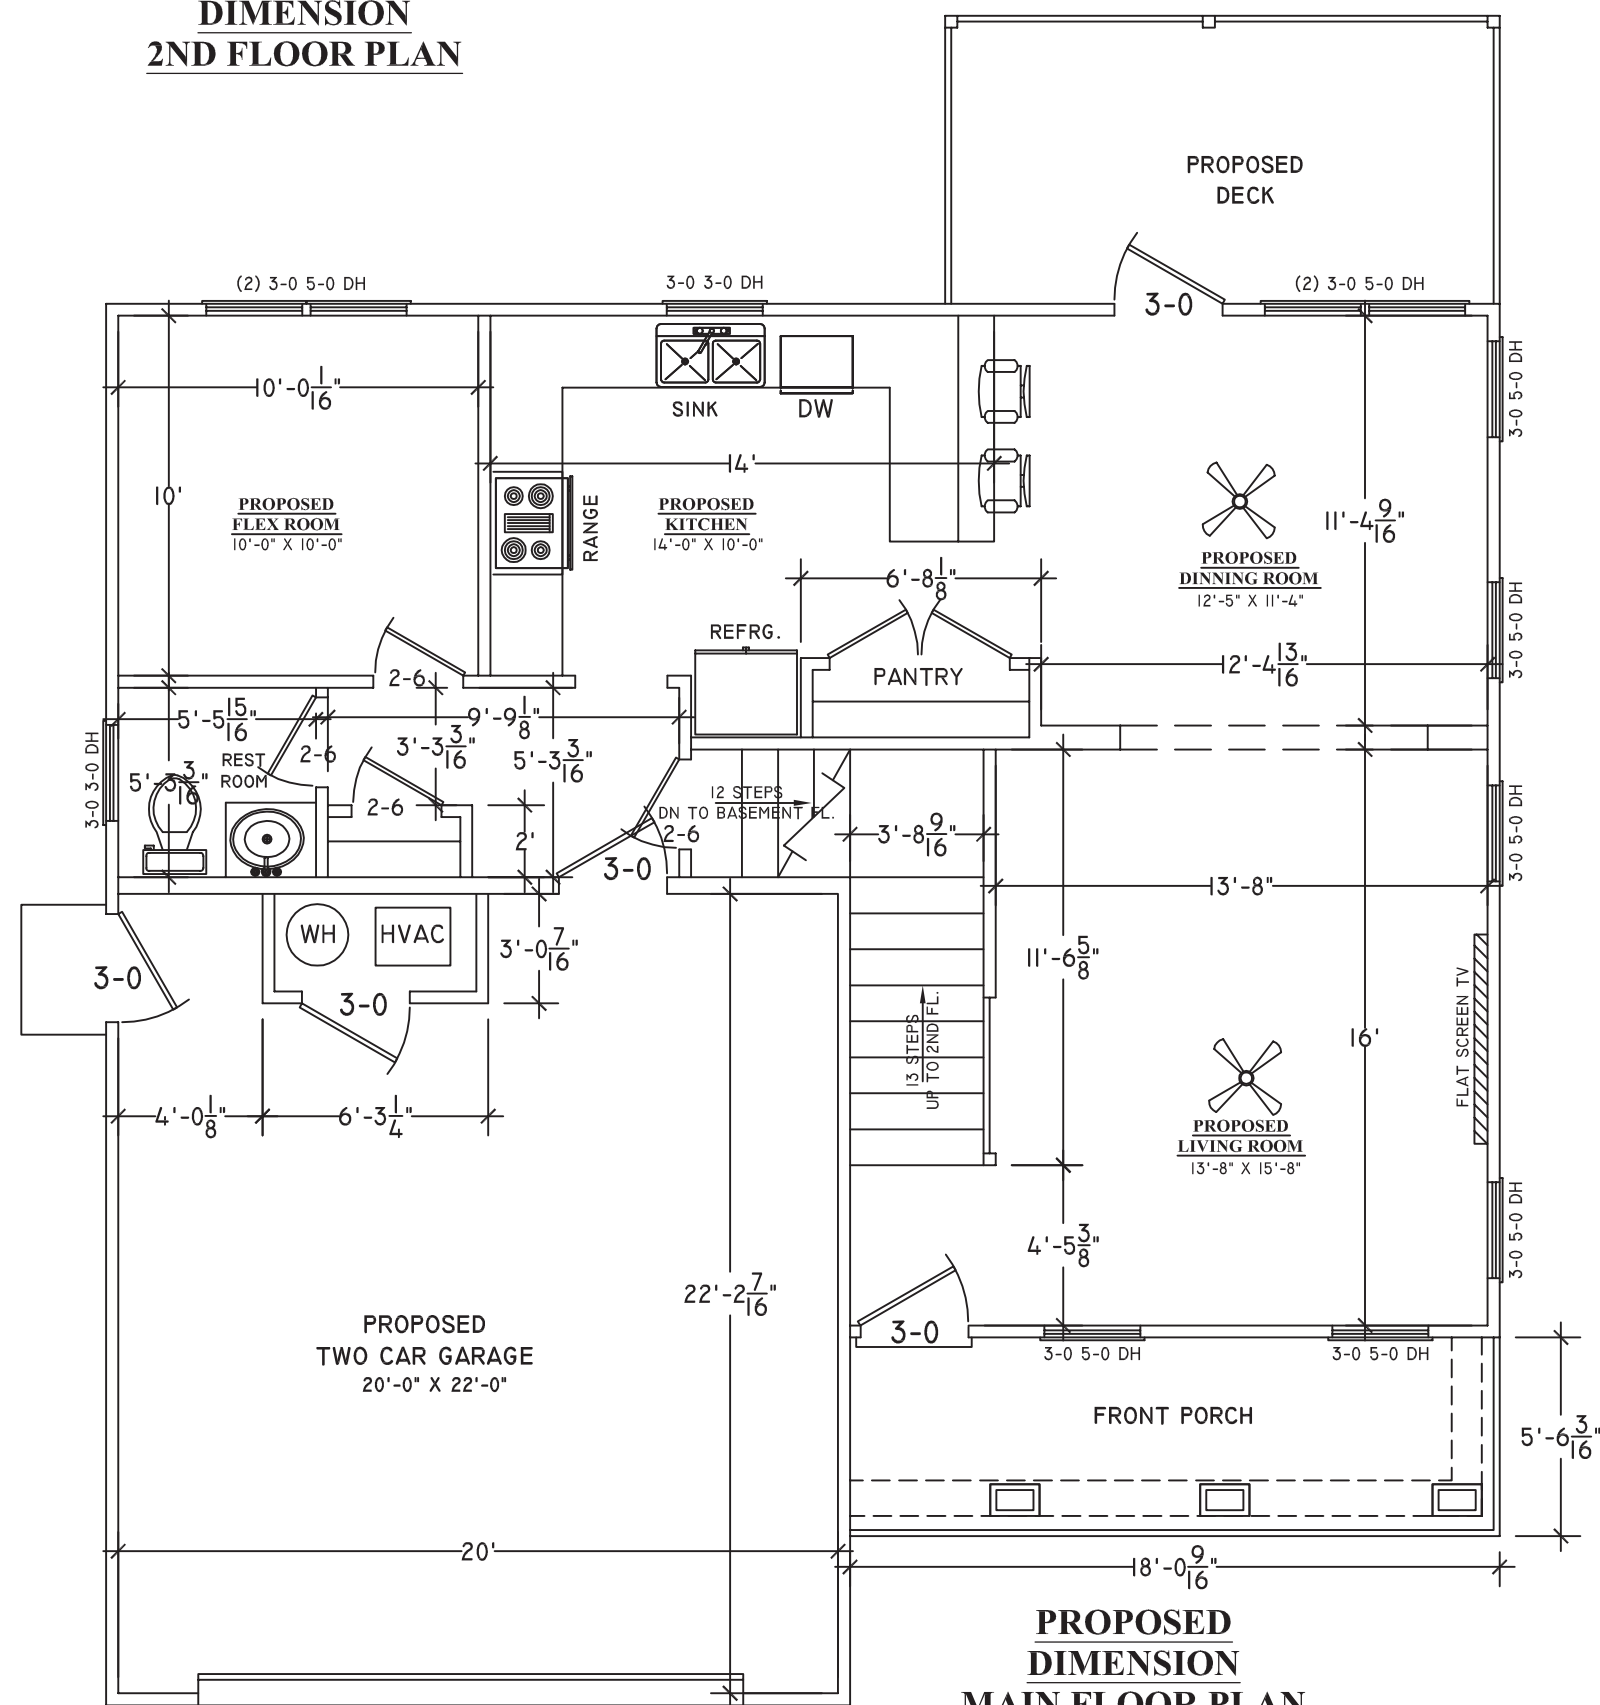 DIMENSION
2ND FLOOR PLAN
PROPOSED
DECK
(2) 3-0 5-0 DH
3-0 3-0 DH
3-0
(2) 3-0 5-0 DH
3-0 5-0 DH
10'-0 1/16"
SINK
DW
14'
10'
PROPOSED
FLEX ROOM
10'-0" X 10'-0"
RANGE
PROPOSED
KITCHEN
14'-0" X 10'-0"
11'-4 9/16"
PROPOSED
DINNING ROOM
12'-5" X 11'-4"
6'-8 1/8"
3-0 5-0 DH
REFRG.
PANTRY
12'-4 13/16"
2-6
5'-5 15/16"
9'-9 1/8"
3'-3 3/16"
5'-3 3/16"
2-6
REST
ROOM
5'-3 3/16"
3-0 3-0 DH
2-6
2'
12 STEPS
DN TO BASEMENT FL.
2-6
3-0
3'-8 9/16"
3-0 5-0 DH
13'-8"
WH
HVAC
3'-0 7/16"
3-0
3-0
11'-6 5/8"
13 STEPS
UP TO 2ND FL.
16'
FLAT SCREEN TV
4'-0 1/8"
6'-3 1/4"
PROPOSED
LIVING ROOM
13'-8" X 15'-8"
4'-5 3/8"
3-0 5-0 DH
22'-2 7/16"
3-0
3-0 5-0 DH
3-0 5-0 DH
PROPOSED
TWO CAR GARAGE
20'-0" X 22'-0"
FRONT PORCH
5'-6 3/16"
20'
18'-0 9/16"
PROPOSED
DIMENSION
MAIN FLOOR PLAN